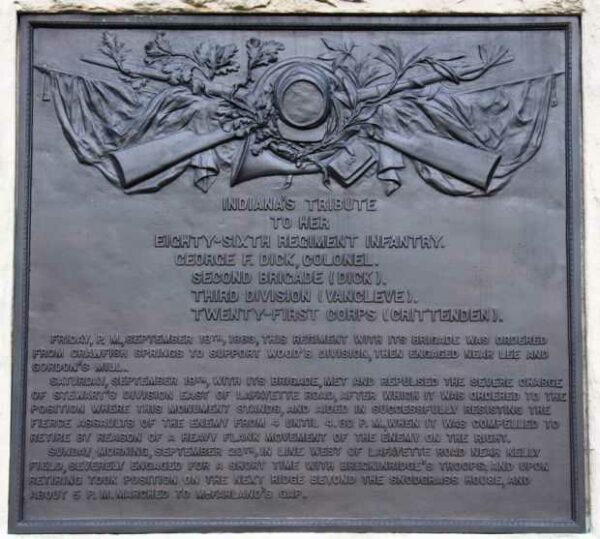 INDIANA'S TRIBUTE
TO HER
EIGHTY-SIXTH REGIMENT INFANTRY.
GEORGE F. DICK, COLONEL.
SECOND BRIGADE (DICK).
THIRD DIVISION (VANCLEVE).
TWENTY-FIRST CORPS (CRITTENDEN).
FRIDAY, P. M., SEPTEMBER 18TH, 1863, THIS REGIMENT WITH ITS BRIGADE WAS ORDERED
FROM CRAWFISH SPRINGS TO SUPPORT WOOD'S DIVISION, THEN ENGAGED NEAR LEE AND
GORDON'S MILL.
SATURDAY, SEPTEMBER 19TH, WITH ITS BRIGADE, MET AND REPULSED THE SEVERE CHARGE
OF STEWART'S DIVISION EAST OF LAFAYETTE ROAD, AFTER WHICH IT WAS ORDERED TO THE
POSITION WHERE THIS MONUMENT STANDS, AND AIDED IN SUCCESSFULLY RESISTING THE
FIERCE ASSAULTS OF THE ENEMY FROM 4 UNTIL 4.30 P. M., WHEN IT WAS COMPELLED TO
RETIRE BY REASON OF A HEAVY FLANK MOVEMENT OF THE ENEMY ON THE RIGHT.
SUNDAY, MORNING, SEPTEMBER 20TH, IN LINE WEST OF LAFAYETTE ROAD NEAR KELLY
FIELD, SEVERELY ENGAGED FOR A SHORT TIME WITH BRECKINRIDGE'S TROOPS; AND UPON
RETIRING TOOK POSITION ON THE NEXT RIDGE BEYOND THE SNODGRASS HOUSE, AND
ABOUT 5 P. M. MARCHED TO McFARLAND'S GAP.